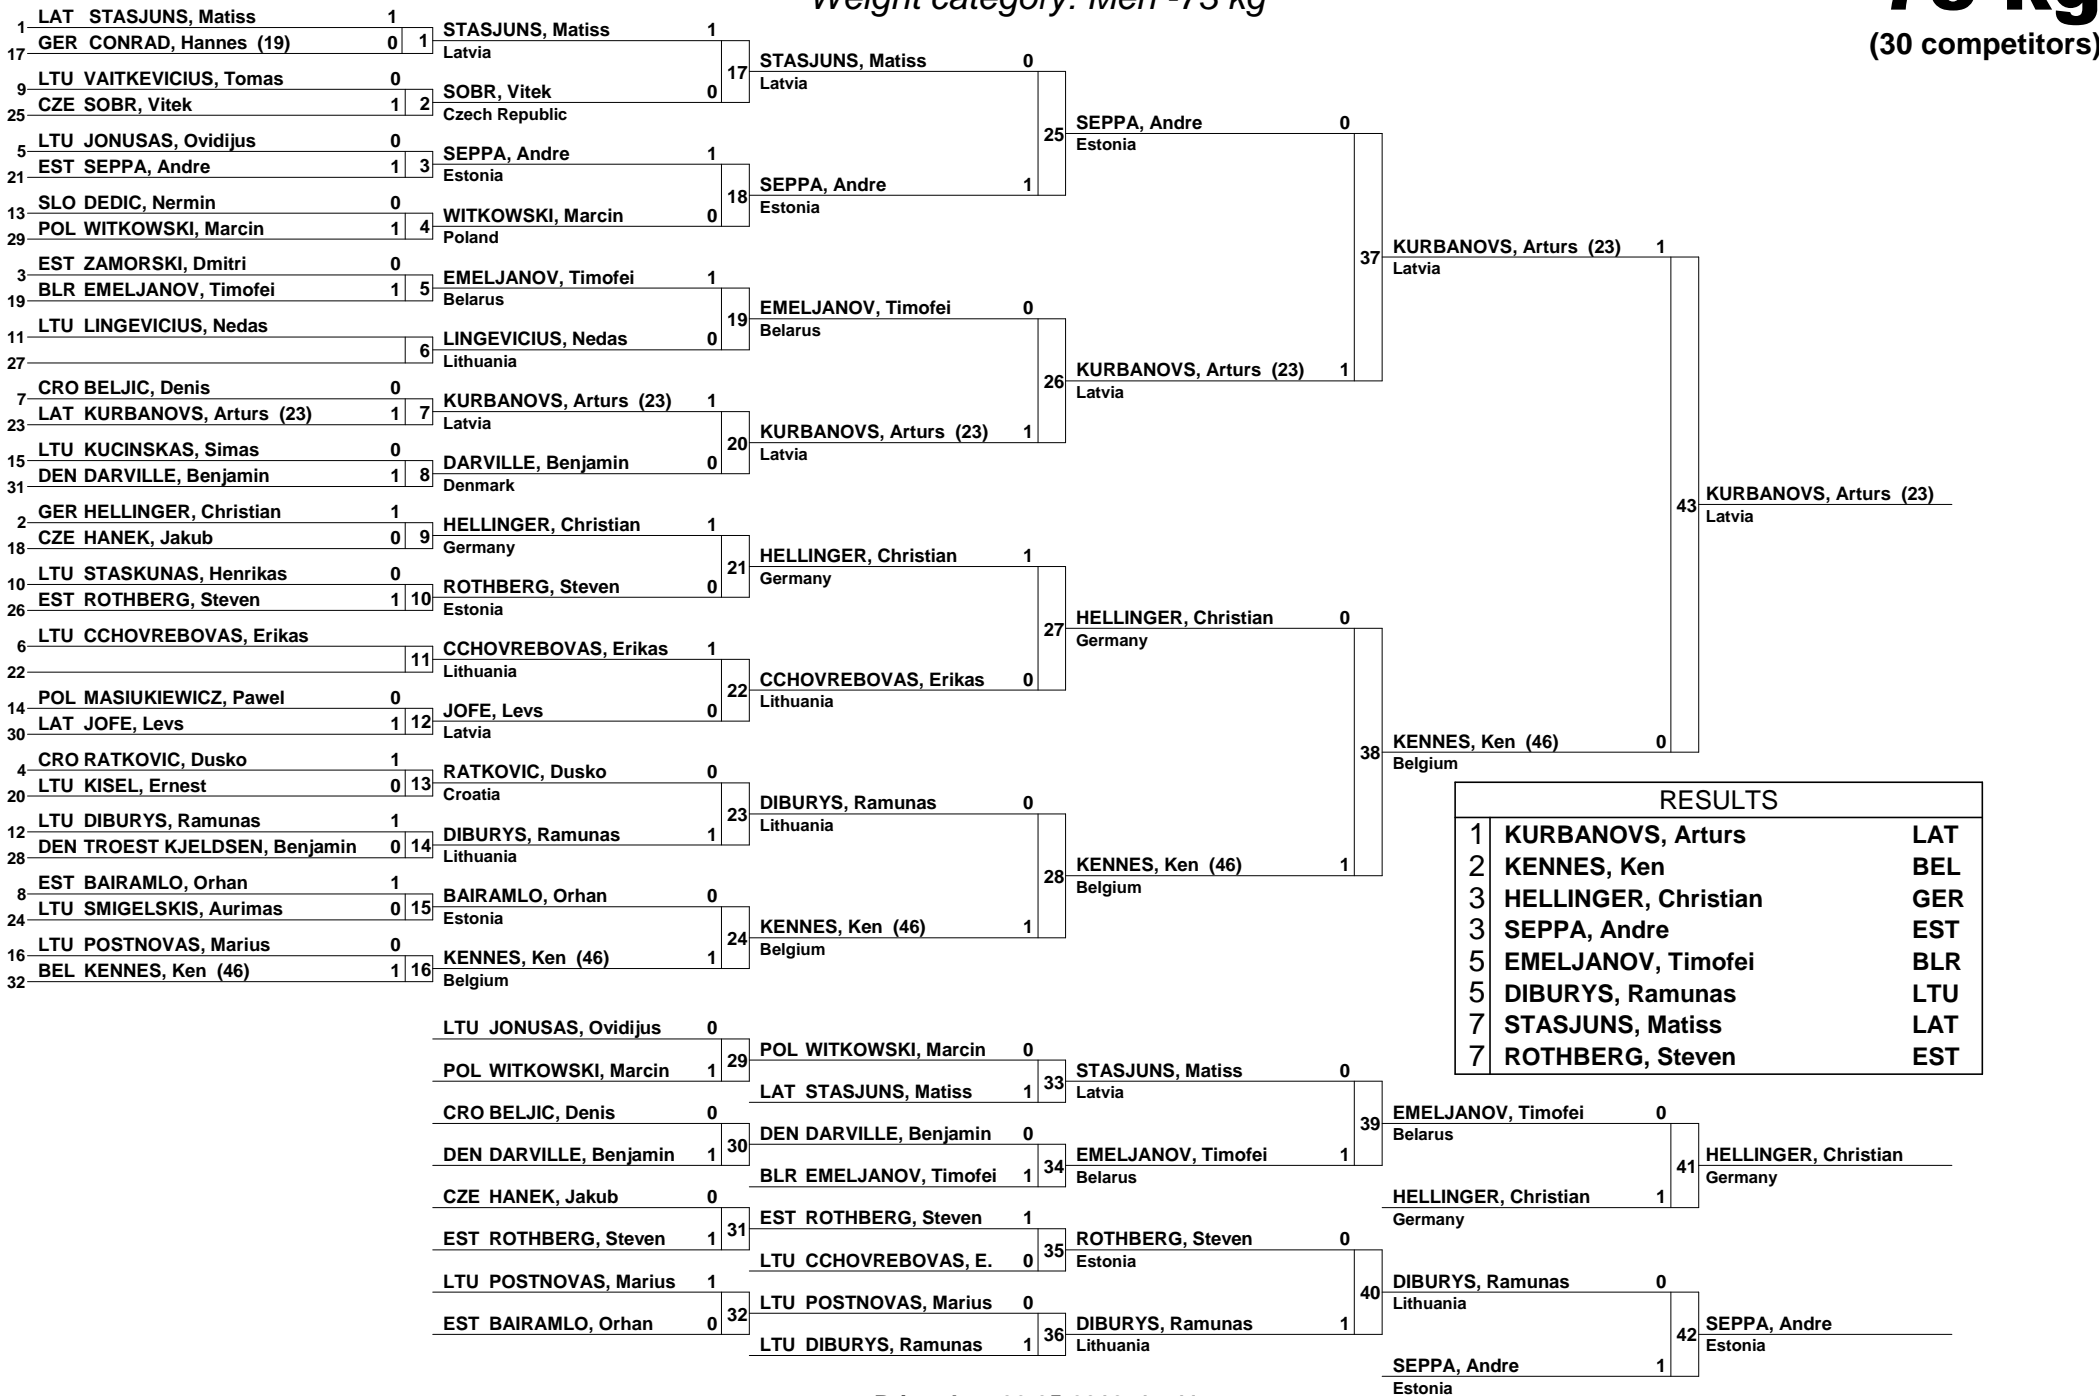 Weight category: Men -73 kg
(30 competitors)
1 LAT STASJUNS, Matiss 1
17 GER CONRAD, Hannes (19) 0 1
9 LTU VAITKEVICIUS, Tomas 0
25 CZE SOBR, Vitek 1 2
5 LTU JONUSAS, Ovidijus 0
21 EST SEPPA, Andre 1 3
13 SLO DEDIC, Nermin 0
29 POL WITKOWSKI, Marcin 1 4
3 EST ZAMORSKI, Dmitri 0
19 BLR EMELJANOV, Timofei 1 5
11 LTU LINGEVICIUS, Nedas
27 6
7 CRO BELJIC, Denis 0
23 LAT KURBANOVS, Arturs (23) 1 7
15 LTU KUCINSKAS, Simas 0
31 DEN DARVILLE, Benjamin 1 8
2 GER HELLINGER, Christian 1
18 CZE HANEK, Jakub 0 9
10 LTU STASKUNAS, Henrikas 0
26 EST ROTHBERG, Steven 1 10
6 LTU CCHOVREBOVAS, Erikas
22 11
14 POL MASIUKIEWICZ, Pawel 0
30 LAT JOFE, Levs 1 12
4 CRO RATKOVIC, Dusko 1
20 LTU KISEL, Ernest 0 13
12 LTU DIBURYS, Ramunas 1
28 DEN TROEST KJELDSEN, Benjamin 0 14
8 EST BAIRAMLO, Orhan 1
24 LTU SMIGELSKIS, Aurimas 0 15
16 LTU POSTNOVAS, Marius 0
32 BEL KENNES, Ken (46) 1 16
STASJUNS, Matiss 1
Latvia
17
SOBR, Vitek 0
Czech Republic
SEPPA, Andre 1
Estonia
18
WITKOWSKI, Marcin 0
Poland
EMELJANOV, Timofei 1
Belarus
19
LINGEVICIUS, Nedas 0
Lithuania
KURBANOVS, Arturs (23) 1
Latvia
20
DARVILLE, Benjamin 0
Denmark
HELLINGER, Christian 1
Germany
21
ROTHBERG, Steven 0
Estonia
CCHOVREBOVAS, Erikas 1
Lithuania
22
JOFE, Levs 0
Latvia
RATKOVIC, Dusko 0
Croatia
23
DIBURYS, Ramunas 1
Lithuania
BAIRAMLO, Orhan 0
Estonia
24
KENNES, Ken (46) 1
Belgium
STASJUNS, Matiss 0
Latvia
25
SEPPA, Andre 1
Estonia
EMELJANOV, Timofei 0
Belarus
26
KURBANOVS, Arturs (23) 1
Latvia
HELLINGER, Christian 1
Germany
27
CCHOVREBOVAS, Erikas 0
Lithuania
DIBURYS, Ramunas 0
Lithuania
28
KENNES, Ken (46) 1
Belgium
SEPPA, Andre 0
Estonia
37
KURBANOVS, Arturs (23) 1
Latvia
HELLINGER, Christian 0
Germany
38
KENNES, Ken (46) 1
Belgium
KURBANOVS, Arturs (23) 1
Latvia
43
KENNES, Ken (46) 0
Belgium
KURBANOVS, Arturs (23)
Latvia
RESULTS
1 KURBANOVS, Arturs LAT
2 KENNES, Ken BEL
3 HELLINGER, Christian GER
3 SEPPA, Andre EST
5 EMELJANOV, Timofei BLR
5 DIBURYS, Ramunas LTU
7 STASJUNS, Matiss LAT
7 ROTHBERG, Steven EST
LTU JONUSAS, Ovidijus 0
29
POL WITKOWSKI, Marcin 1
CRO BELJIC, Denis 0
30
DEN DARVILLE, Benjamin 1
CZE HANEK, Jakub 0
31
EST ROTHBERG, Steven 1
LTU POSTNOVAS, Marius 1
32
EST BAIRAMLO, Orhan 0
POL WITKOWSKI, Marcin 0
33
LAT STASJUNS, Matiss 1
DEN DARVILLE, Benjamin 0
34
BLR EMELJANOV, Timofei 1
EST ROTHBERG, Steven 1
35
LTU CCHOVREBOVAS, E. 0
LTU POSTNOVAS, Marius 0
36
LTU DIBURYS, Ramunas 1
STASJUNS, Matiss 0
Latvia
39
EMELJANOV, Timofei 1
Belarus
ROTHBERG, Steven 0
Estonia
40
DIBURYS, Ramunas 1
Lithuania
EMELJANOV, Timofei 0
Belarus
41
HELLINGER, Christian 1
Germany
DIBURYS, Ramunas 0
Lithuania
42
SEPPA, Andre 1
Estonia
HELLINGER, Christian
Germany
SEPPA, Andre
Estonia